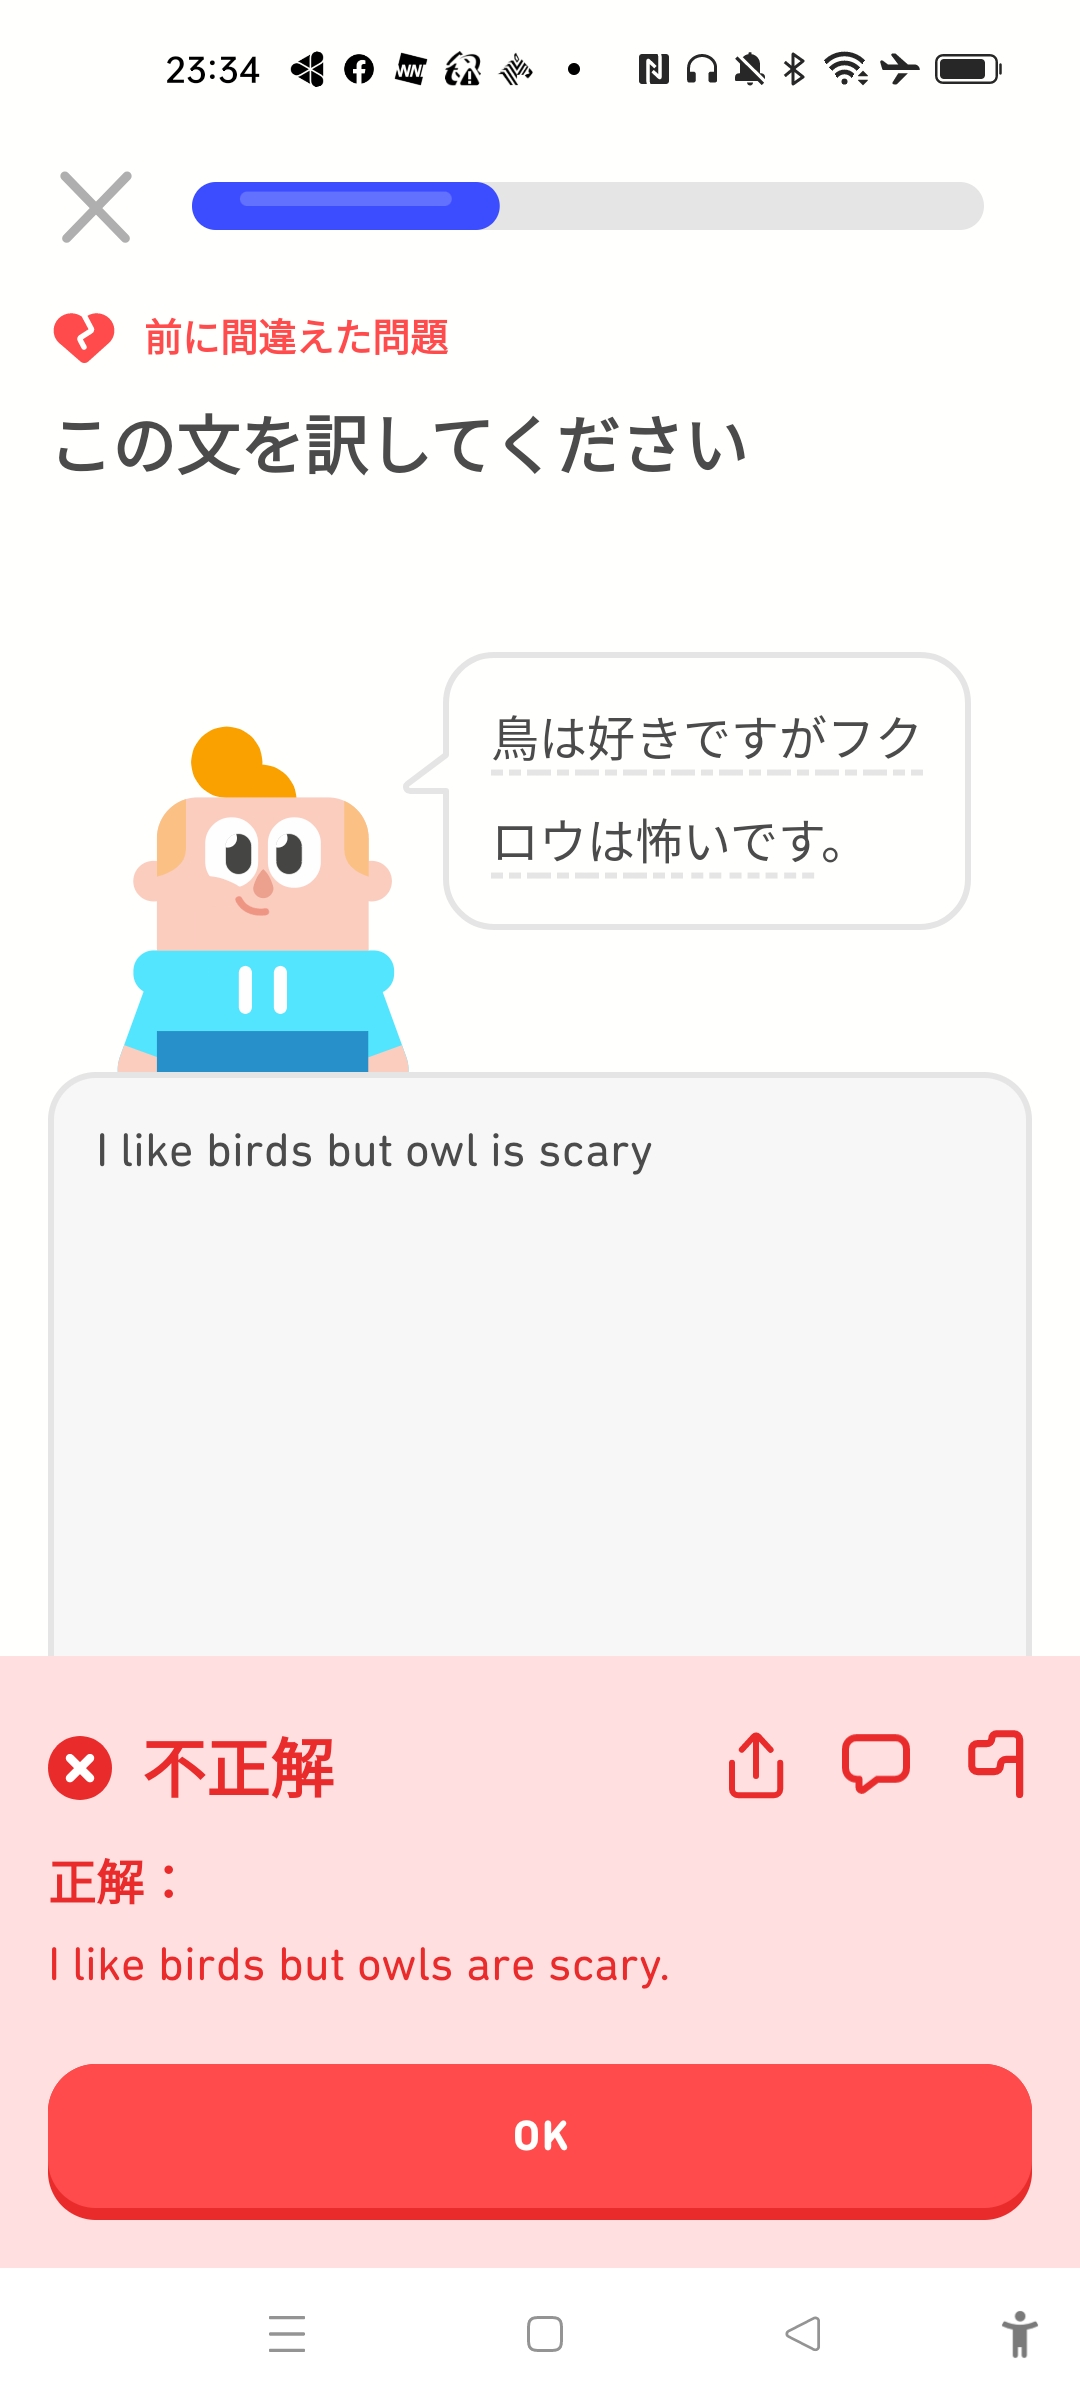 23:34
前に間違えた問題
この文を訳してください
鳥は好きですがフク
ロウは怖いです。
I like birds but owl is scary
不正解
正解：
I like birds but owls are scary.
OK